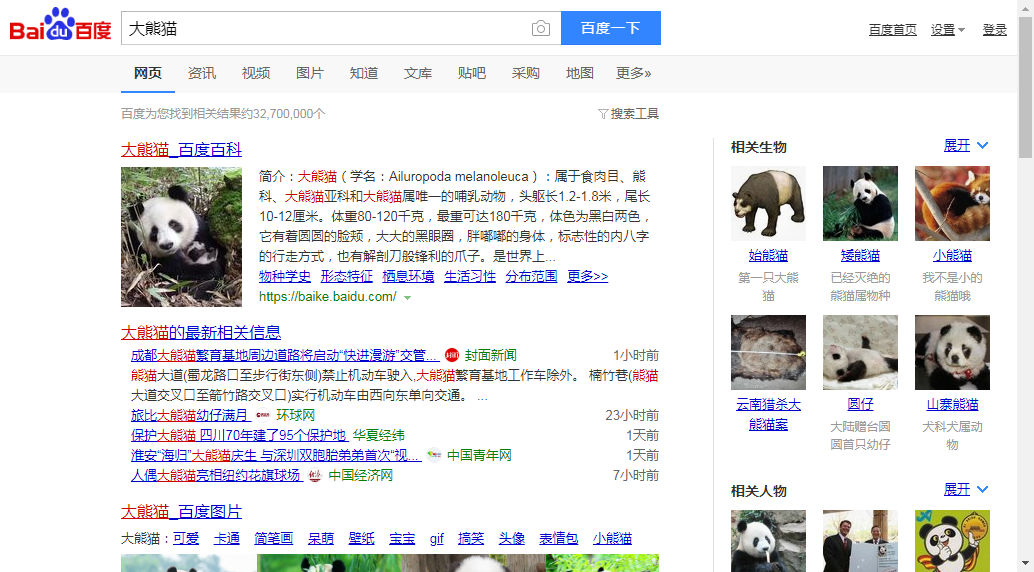 Bai du 百度
大熊猫
百度一下
百度首页 设置 登录
网页 资讯 视频 图片 知道 文库 贴吧 采购 地图 更多»
百度为您找到相关结果约32,700,000个
搜索工具
大熊猫_百度百科
简介：大熊猫（学名：Ailuropoda melanoleuca）：属于食肉目、熊
科、大熊猫亚科和大熊猫属唯一的哺乳动物，头躯长1.2-1.8米，尾长
10-12厘米。体重80-120千克，最重可达180千克，体色为黑白两色，
它有着圆圆的脸颊，大大的黑眼圈，胖嘟嘟的身体，标志性的内八字
的行走方式，也有解剖刀般锋利的爪子。是世界上...
物种学史 形态特征 栖息环境 生活习性 分布范围 更多>>
https://baike.baidu.com/
大熊猫的最新相关信息
成都大熊猫繁育基地周边道路将启动“快进漫游”交管... 封面新闻 1小时前
熊猫大道(蜀龙路口至步行街东侧)禁止机动车驶入,大熊猫繁育基地工作车除外。 楠竹巷(熊猫
大道交叉口至箭竹路交叉口)实行机动车由西向东单向交通。 ...
旅比大熊猫幼仔满月 环球网 23小时前
保护大熊猫 四川70年建了95个保护地 华夏经纬 1天前
淮安“海归”大熊猫庆生 与深圳双胞胎弟弟首次“视... 中国青年网 1天前
人偶大熊猫亮相纽约花旗球场 中国经济网 7小时前
大熊猫_百度图片
大熊猫：可爱 卡通 简笔画 呆萌 壁纸 宝宝 gif 搞笑 头像 表情包 小熊猫
相关生物 展开
始熊猫 矮熊猫 小熊猫
第一只大熊 已经灭绝的 我不是小的
猫 熊猫属物种 熊猫哦
云南猎杀大 圆仔 山寨熊猫
熊猫案 大陆赠台圆 犬科犬属动
圆首只幼仔 物
相关人物 展开